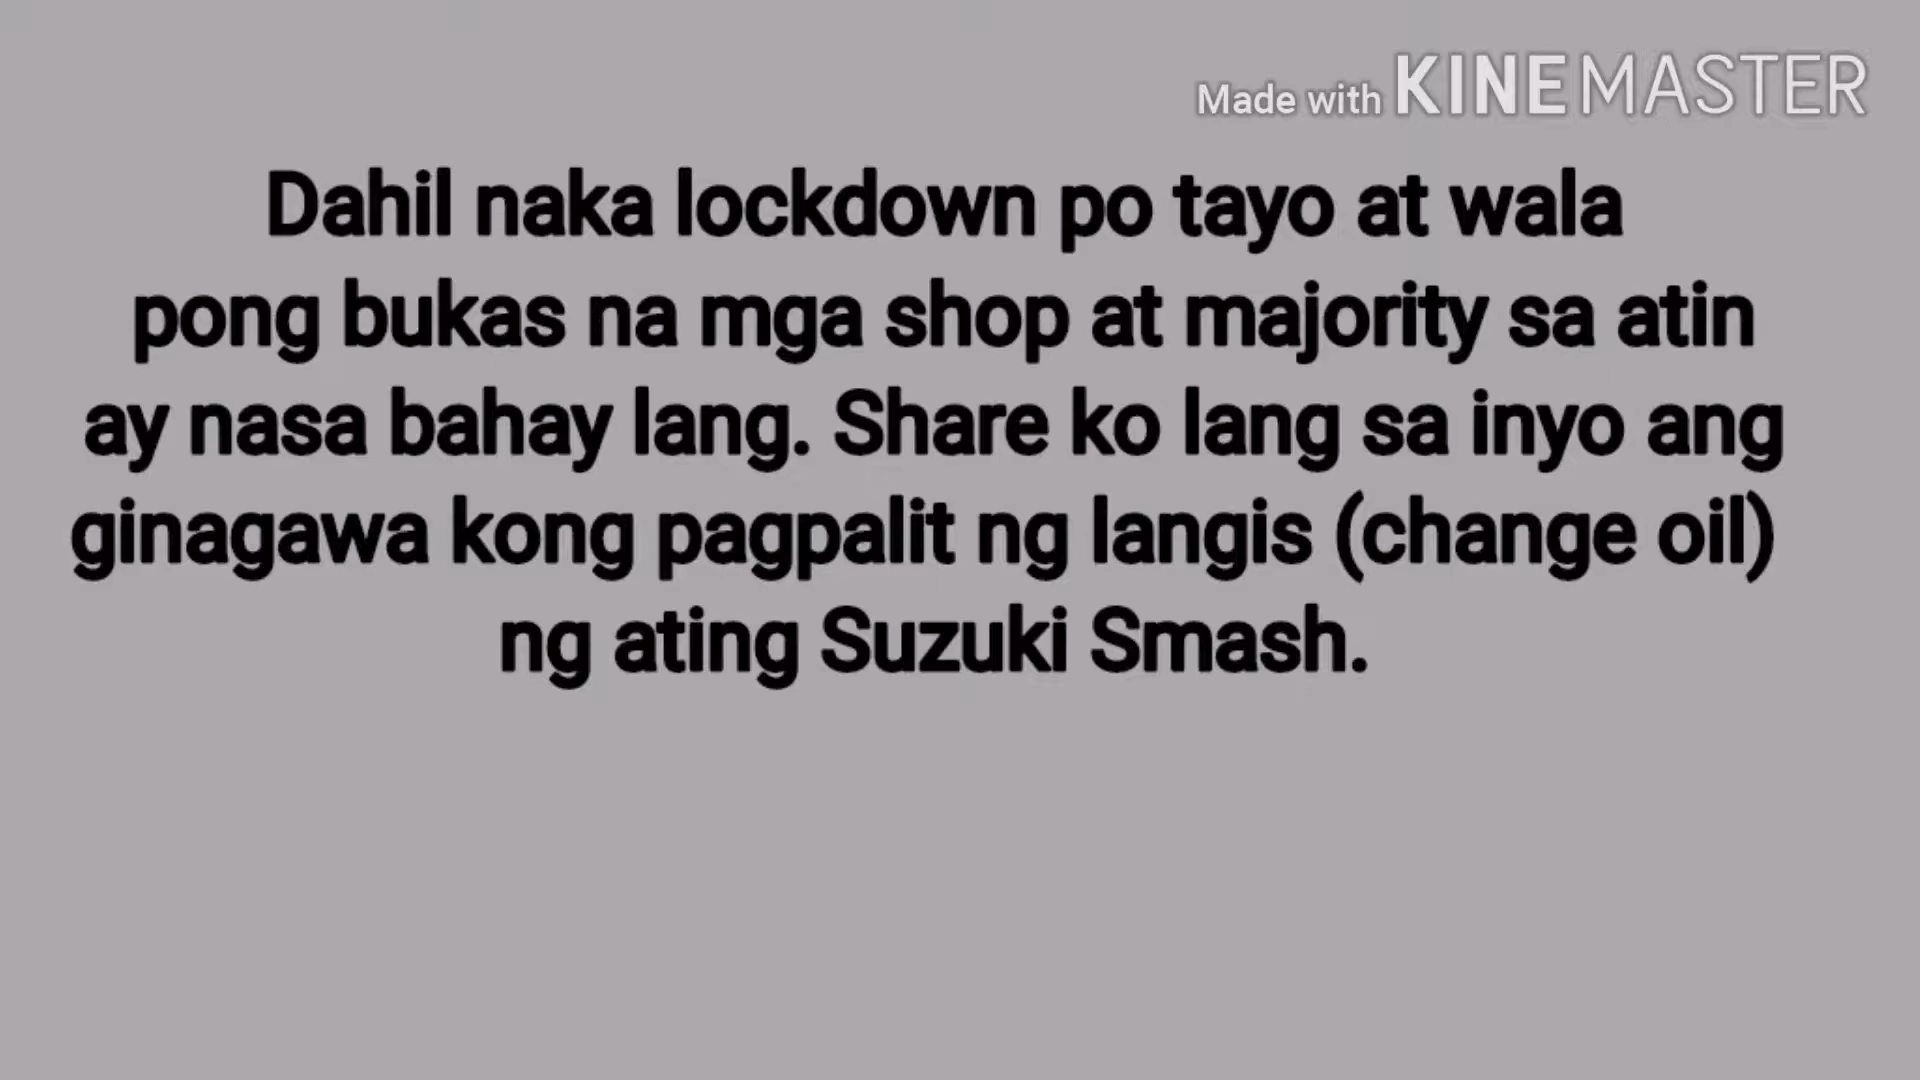 Made with KINEMASTER
Dahil naka lockdown po tayo at wala
pong bukas na mga shop at majority sa atin
ay nasa bahay lang. Share ko lang sa inyo ang
ginagawa kong pagpalit ng langis (change oil)
ng ating Suzuki Smash.